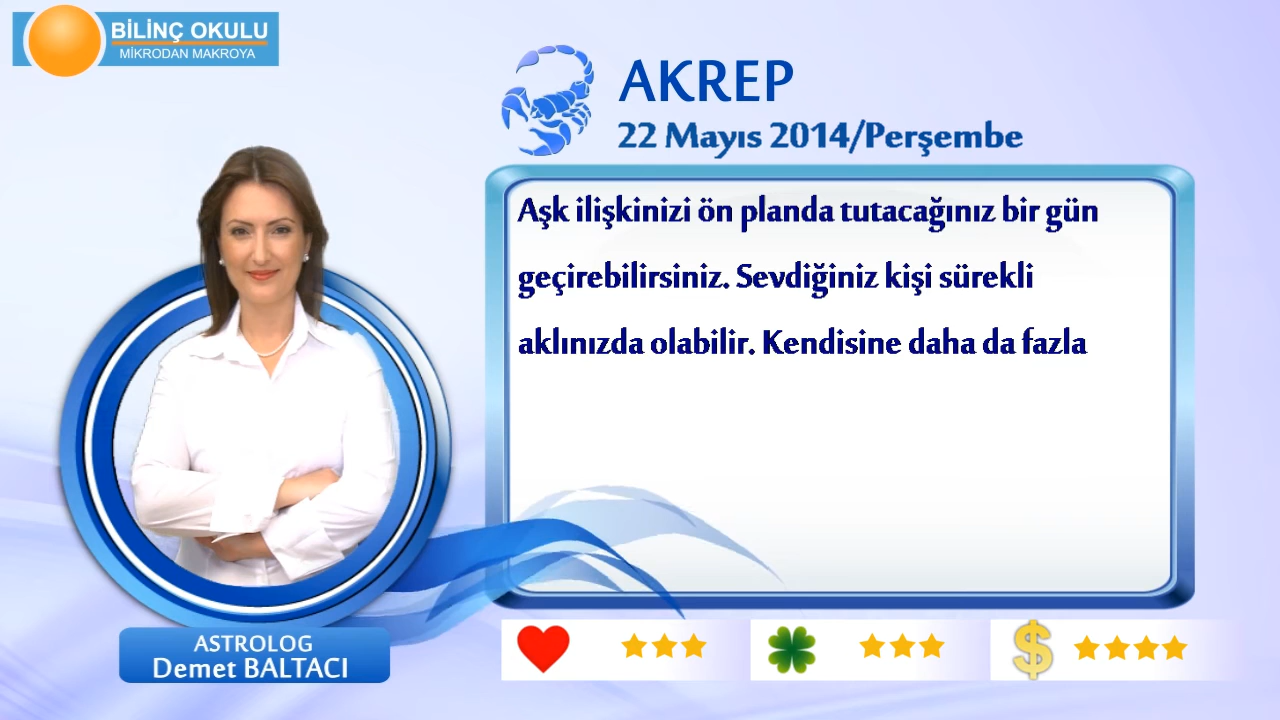 BİLİNÇ OKULU
MİKRODAN MAKROYA
AKREP
22 Mayıs 2014/Perşembe
Aşk ilişkinizi ön planda tutacağınız bir gün
geçirebilirsiniz. Sevdiğiniz kişi sürekli
aklınızda olabilir. Kendisine daha da fazla
ASTROLOG
Demet BALTACI